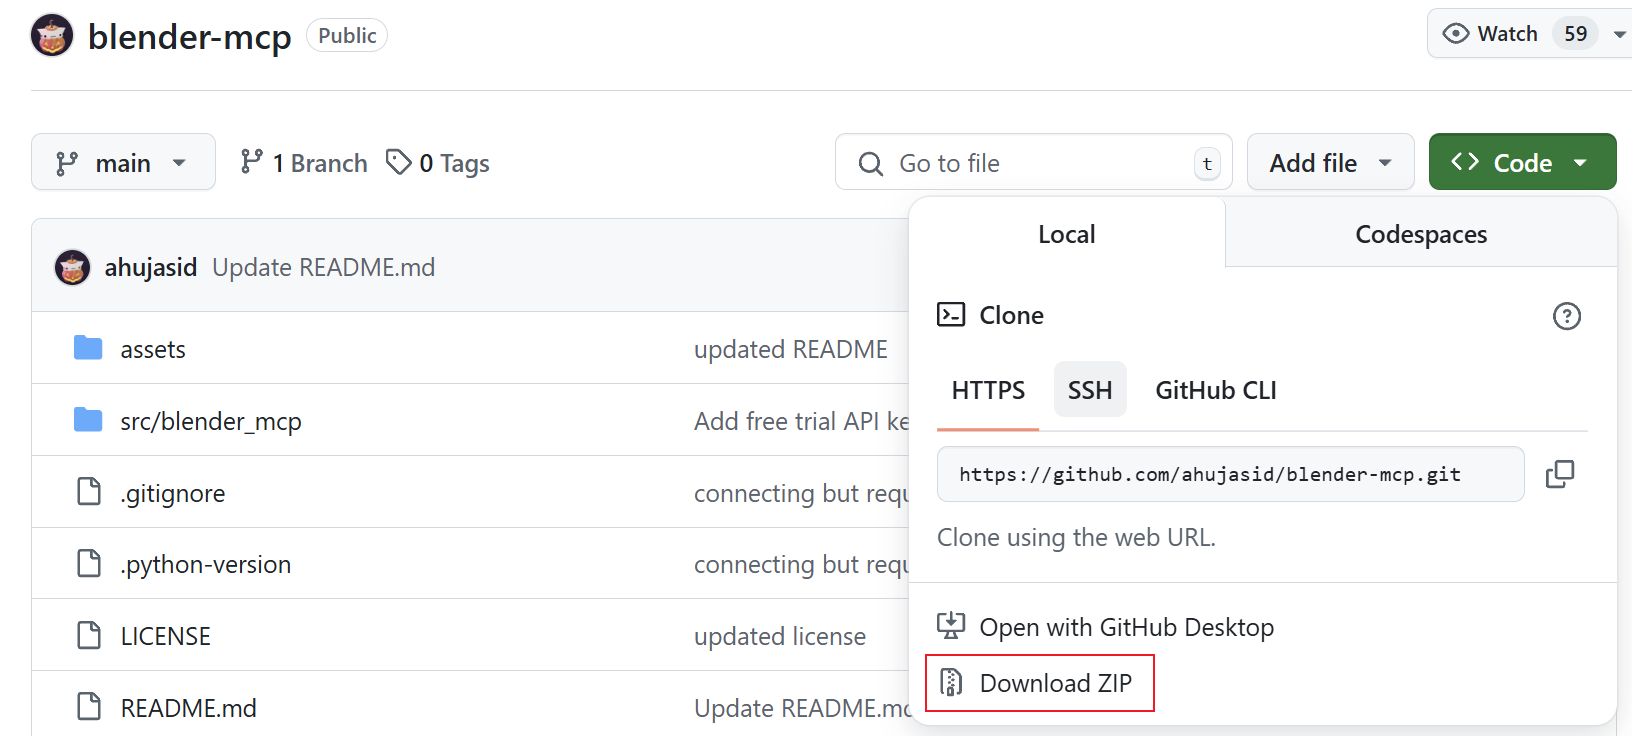 blender-mcp Public
Watch 59
main 1 Branch 0 Tags
Go to file t
Add file
Code
ahujasid Update README.md
assets updated README
src/blender_mcp Add free trial API ke
.gitignore connecting but requ
.python-version connecting but requ
LICENSE updated license
README.md Update README.md
Local Codespaces
Clone
HTTPS SSH GitHub CLI
https://github.com/ahujasid/blender-mcp.git
Clone using the web URL.
Open with GitHub Desktop
Download ZIP